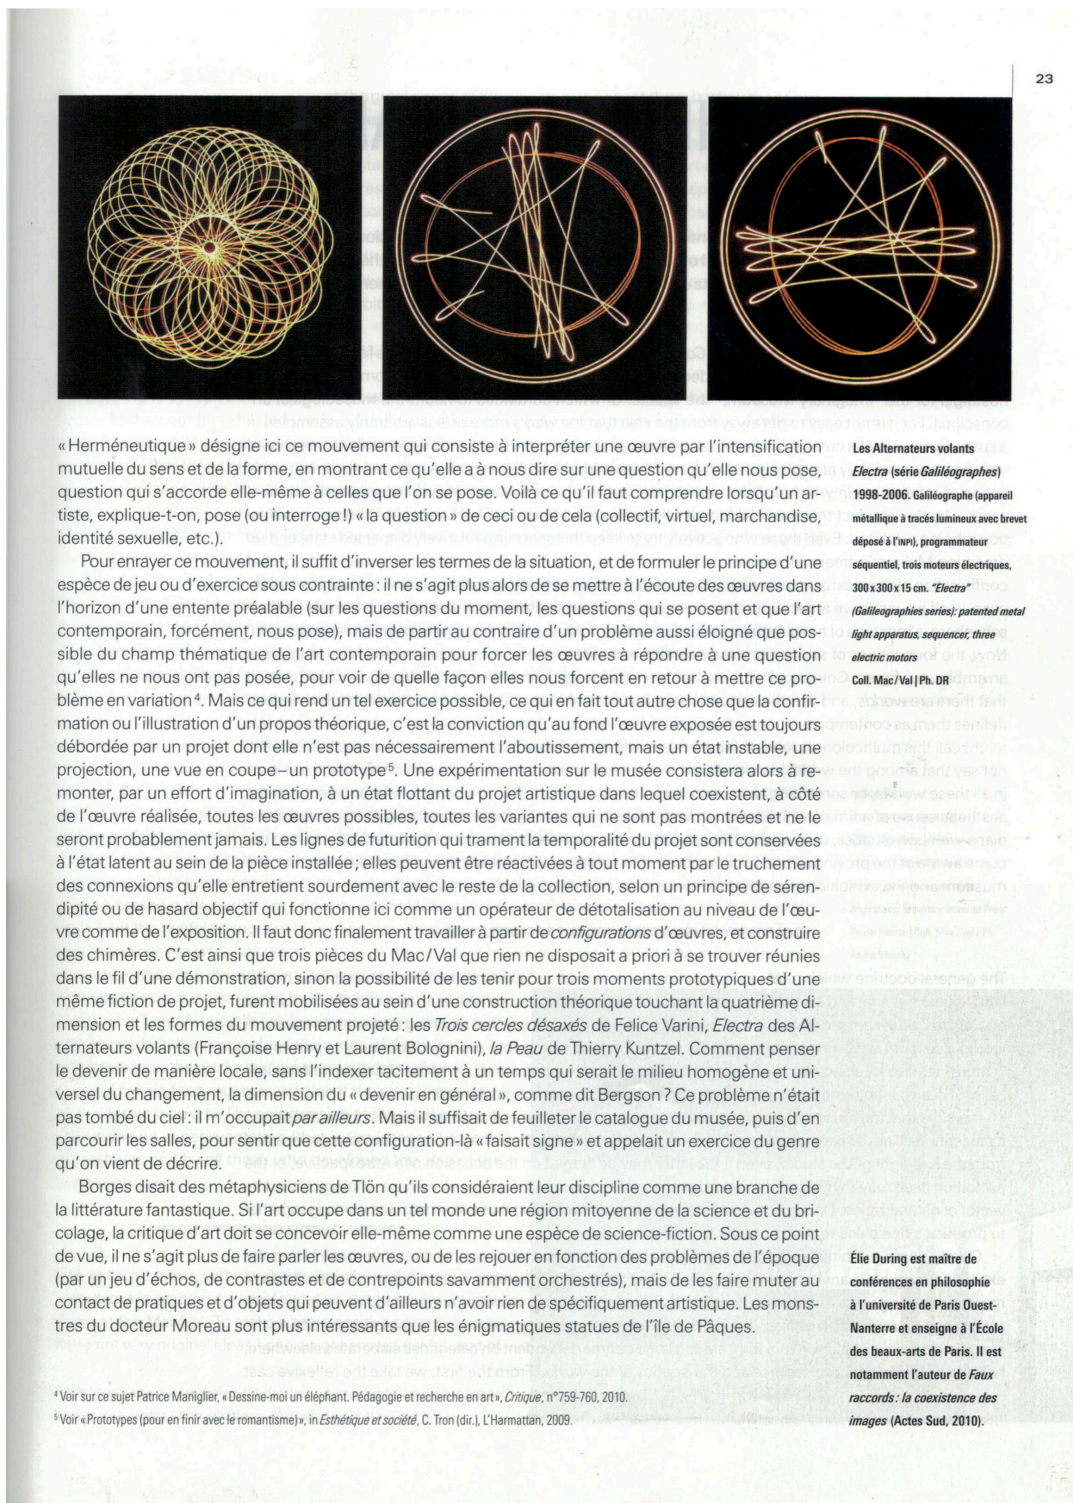 23
« Herméneutique » désigne ici ce mouvement qui consiste à interpréter une œuvre par l'intensification
mutuelle du sens et de la forme, en montrant ce qu'elle a à nous dire sur une question qu'elle nous pose,
question qui s'accorde elle-même à celles que l'on se pose. Voilà ce qu'il faut comprendre lorsqu'un ar-
tiste, explique-t-on, pose (ou interroge !) « la question » de ceci ou de cela (collectif, virtuel, marchandise,
identité sexuelle, etc.).
Pour enrayer ce mouvement, il suffit d'inverser les termes de la situation, et de formuler le principe d'une
espèce de jeu ou d'exercice sous contrainte : il ne s'agit plus alors de se mettre à l'écoute des œuvres dans
l'horizon d'une entente préalable (sur les questions du moment, les questions qui se posent et que l'art
contemporain, forcément, nous pose), mais de partir au contraire d'un problème aussi éloigné que pos-
sible du champ thématique de l'art contemporain pour forcer les œuvres à répondre à une question
qu'elles ne nous ont pas posée, pour voir de quelle façon elles nous forcent en retour à mettre ce pro-
blème en variation⁴. Mais ce qui rend un tel exercice possible, ce qui en fait tout autre chose que la confir-
mation ou l'illustration d'un propos théorique, c'est la conviction qu'au fond l'œuvre exposée est toujours
débordée par un projet dont elle n'est pas nécessairement l'aboutissement, mais un état instable, une
projection, une vue en coupe – un prototype⁵. Une expérimentation sur le musée consistera alors à re-
monter, par un effort d'imagination, à un état flottant du projet artistique dans lequel coexistent, à côté
de l'œuvre réalisée, toutes les œuvres possibles, toutes les variantes qui ne sont pas montrées et ne le
seront probablement jamais. Les lignes de futurition qui trament la temporalité du projet sont conservées
à l'état latent au sein de la pièce installée ; elles peuvent être réactivées à tout moment par le truchement
des connexions qu'elle entretient sourdement avec le reste de la collection, selon un principe de séren-
dipité ou de hasard objectif qui fonctionne ici comme un opérateur de détotalisation au niveau de l'œu-
vre comme de l'exposition. Il faut donc finalement travailler à partir de configurations d'œuvres, et construire
des chimères. C'est ainsi que trois pièces du Mac/Val que rien ne disposait a priori à se trouver réunies
dans le fil d'une démonstration, sinon la possibilité de les tenir pour trois moments prototypiques d'une
même fiction de projet, furent mobilisées au sein d'une construction théorique touchant la quatrième di-
mension et les formes du mouvement projeté : les Trois cercles désaxés de Felice Varini, Electra des Al-
ternateurs volants (Françoise Henry et Laurent Bolognini), la Peau de Thierry Kuntzel. Comment penser
le devenir de manière locale, sans l'indexer tacitement à un temps qui serait le milieu homogène et uni-
versel du changement, la dimension du « devenir en général », comme dit Bergson ? Ce problème n'était
pas tombé du ciel : il m'occupait par ailleurs. Mais il suffisait de feuilleter le catalogue du musée, puis d'en
parcourir les salles, pour sentir que cette configuration-là « faisait signe » et appelait un exercice du genre
qu'on vient de décrire.
Borges disait des métaphysiciens de Tlön qu'ils considéraient leur discipline comme une branche de
la littérature fantastique. Si l'art occupe dans un tel monde une région mitoyenne de la science et du bri-
colage, la critique d'art doit se concevoir elle-même comme une espèce de science-fiction. Sous ce point
de vue, il ne s'agit plus de faire parler les œuvres, ou de les rejouer en fonction des problèmes de l'époque
(par un jeu d'échos, de contrastes et de contrepoints savamment orchestrés), mais de les faire muter au
contact de pratiques et d'objets qui peuvent d'ailleurs n'avoir rien de spécifiquement artistique. Les mons-
tres du docteur Moreau sont plus intéressants que les énigmatiques statues de l'île de Pâques.
⁴ Voir sur ce sujet Patrice Maniglier, « Dessine-moi un éléphant. Pédagogie et recherche en art », Critique, n°759-760, 2010.
⁵ Voir « Prototypes (pour en finir avec le romantisme) », in Esthétique et société, C. Tron (dir.), L'Harmattan, 2009.
Les Alternateurs volants
Electra (série Galiléographes)
1998-2006. Galiléographe (appareil
métallique à tracés lumineux avec brevet
déposé à l'INPI), programmateur
séquentiel, trois moteurs électriques,
300 x 300 x 15 cm. "Electra"
(Galileographies series); patented metal
light apparatus, sequencer, three
electric motors
Coll. Mac/Val | Ph. DR
Élie During est maître de
conférences en philosophie
à l'université de Paris Ouest-
Nanterre et enseigne à l'École
des beaux-arts de Paris. Il est
notamment l'auteur de Faux
raccords : la coexistence des
images (Actes Sud, 2010).